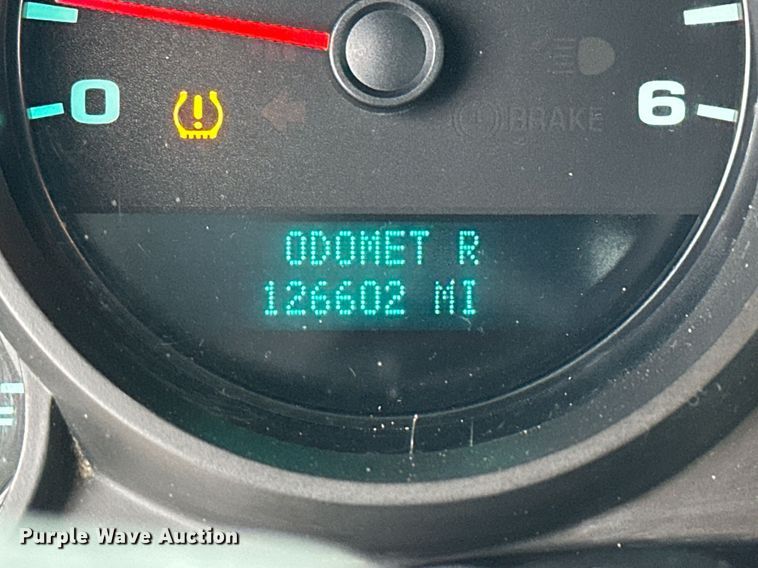 0 6
BRAKE
ODOMET R
126602 MI
Purple Wave Auction